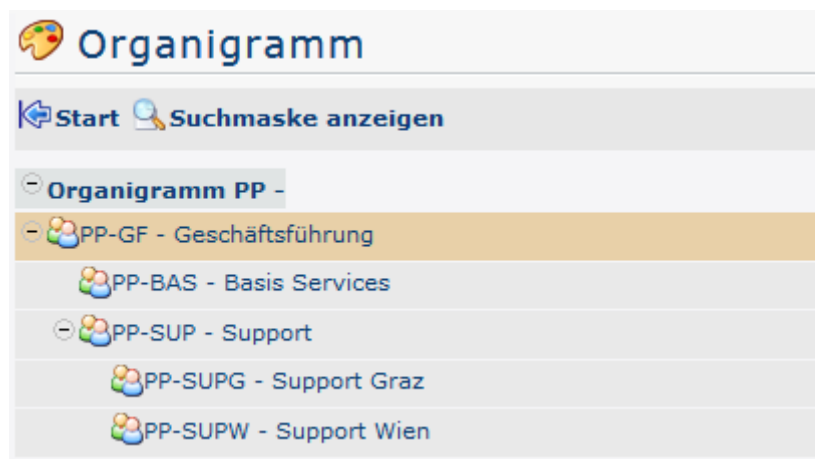 Organigramm
Start Suchmaske anzeigen
Organigramm PP -
PP-GF - Geschäftsführung
PP-BAS - Basis Services
PP-SUP - Support
PP-SUPG - Support Graz
PP-SUPW - Support Wien